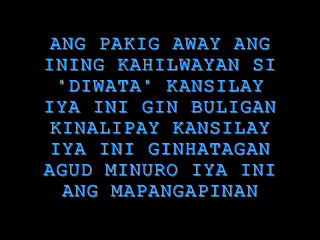 ANG PAKIG AWAY ANG
INING KAHILWAYAN SI
"DIWATA" KANSILAY
IYA INI GIN BULIGAN
KINALIPAY KANSILAY
IYA INI GINHATAGAN
AGUD MINURO IYA INI
ANG MAPANGAPINAN